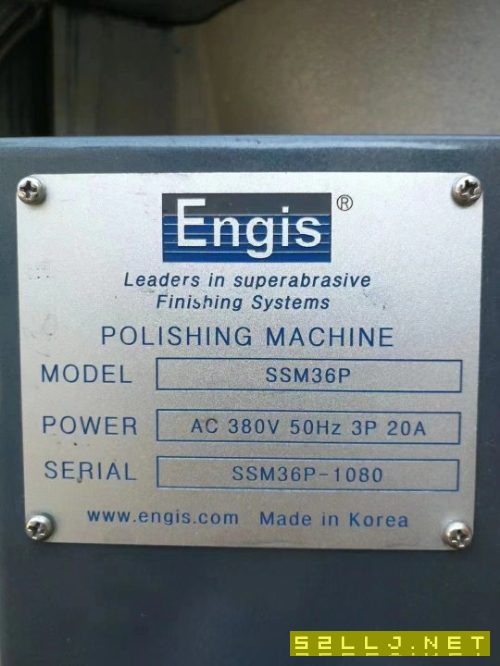 Engis®
Leaders in superabrasive
Finishing Systems
POLISHING MACHINE
MODEL SSM36P
POWER AC 380V 50Hz 3P 20A
SERIAL SSM36P-1080
www.engis.com Made in Korea
52LLJ.NET